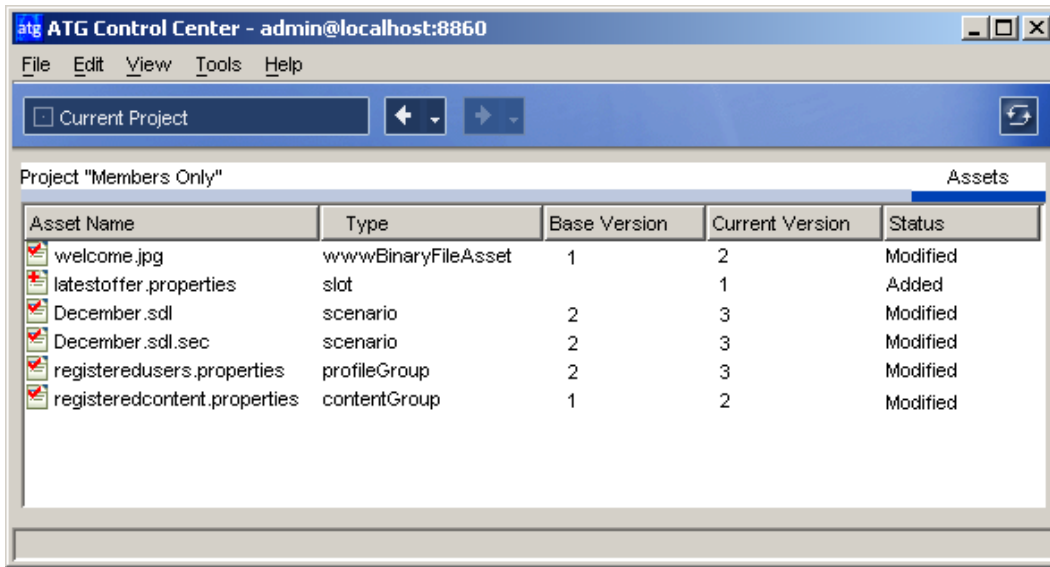 atg ATG Control Center - admin@localhost:8860
File Edit View Tools Help
Current Project
Project "Members Only" Assets
Asset Name Type Base Version Current Version Status
welcome.jpg wwwBinaryFileAsset 1 2 Modified
latestoffer.properties slot 1 Added
December.sdl scenario 2 3 Modified
December.sdl.sec scenario 2 3 Modified
registeredusers.properties profileGroup 2 3 Modified
registeredcontent.properties contentGroup 1 2 Modified